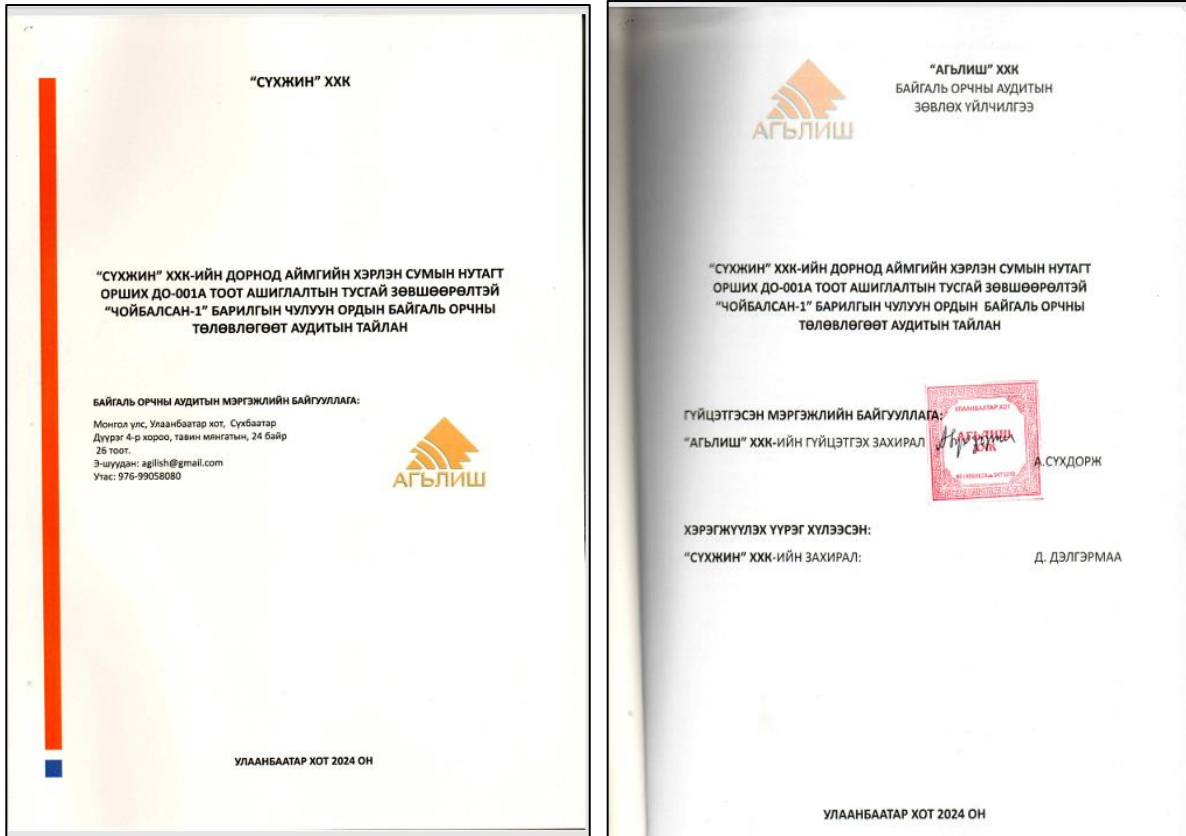 “СҮХЖИН” ХХК
“СҮХЖИН” ХХК-ИЙН ДОРНОД АЙМГИЙН ХЭРЛЭН СУМЫН НУТАГТ
ОРШИХ ДО-001А ТООТ АШИГЛАЛТЫН ТУСГАЙ ЗӨВШӨӨРӨЛТЭЙ
“ЧОЙБАЛСАН-1” БАРИЛГЫН ЧУЛУУН ОРДЫН БАЙГАЛЬ ОРЧНЫ
ТӨЛӨВЛӨГӨӨТ АУДИТЫН ТАЙЛАН
БАЙГАЛЬ ОРЧНЫ АУДИТЫН МЭРГЭЖЛИЙН БАЙГУУЛЛАГА:
Монгол улс, Улаанбаатар хот, Сүхбаатар
Дүүрэг 4-р хороо, тавин мянгатын, 24 байр
26 тоот.
Э-шуудан: agilish@gmail.com
Утас: 976-99058080
АГЬЛИШ
УЛААНБААТАР ХОТ 2024 ОН
АГЬЛИШ
“АГЬЛИШ” ХХК
БАЙГАЛЬ ОРЧНЫ АУДИТЫН
ЗӨВЛӨХ ҮЙЛЧИЛГЭЭ
“СҮХЖИН” ХХК-ИЙН ДОРНОД АЙМГИЙН ХЭРЛЭН СУМЫН НУТАГТ
ОРШИХ ДО-001А ТООТ АШИГЛАЛТЫН ТУСГАЙ ЗӨВШӨӨРӨЛТЭЙ
“ЧОЙБАЛСАН-1” БАРИЛГЫН ЧУЛУУН ОРДЫН БАЙГАЛЬ ОРЧНЫ
ТӨЛӨВЛӨГӨӨТ АУДИТЫН ТАЙЛАН
ГҮЙЦЭТГЭСЭН МЭРГЭЖЛИЙН БАЙГУУЛЛАГА:
“АГЬЛИШ” ХХК-ИЙН ГҮЙЦЭТГЭХ ЗАХИРАЛ
УЛААНБААТАР ХОТ
АГЬЛИШ
ХХК
А.СҮХДОРЖ
ХЭРЭГЖҮҮЛЭХ ҮҮРЭГ ХҮЛЭЭСЭН:
“СҮХЖИН” ХХК-ИЙН ЗАХИРАЛ: Д. ДЭЛГЭРМАА
УЛААНБААТАР ХОТ 2024 ОН